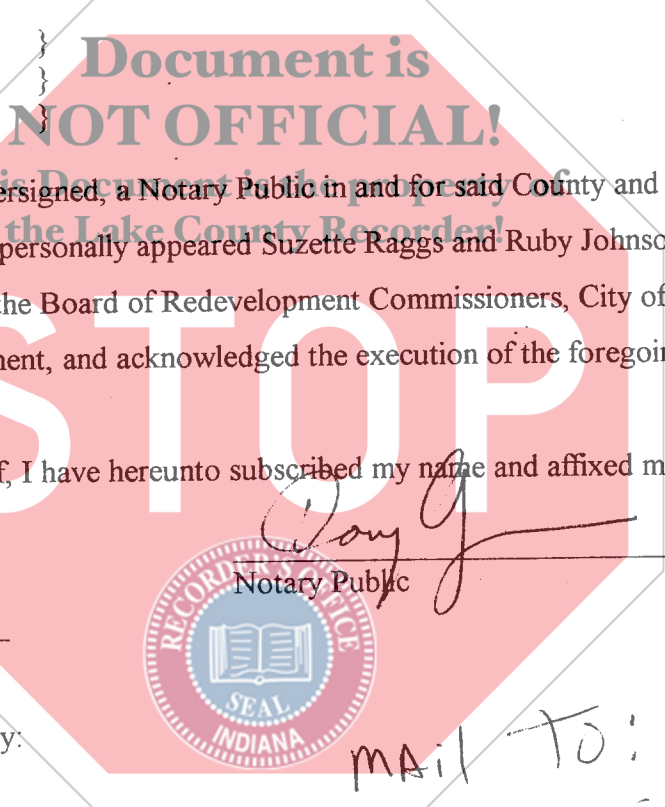 }
Document is
}
NOT OFFICIAL!
}
ersigned, a Notary Public in and for said County and
is Document is the property of
the Lake County Recorder!
personally appeared Suzette Raggs and Ruby Johnso
the Board of Redevelopment Commissioners, City of
ment, and acknowledged the execution of the foregoin
STOP
f, I have hereunto subscribed my name and affixed m
Notary Public
RECORDER'S OFFICE
SEAL
INDIANA
y:
MAil To: